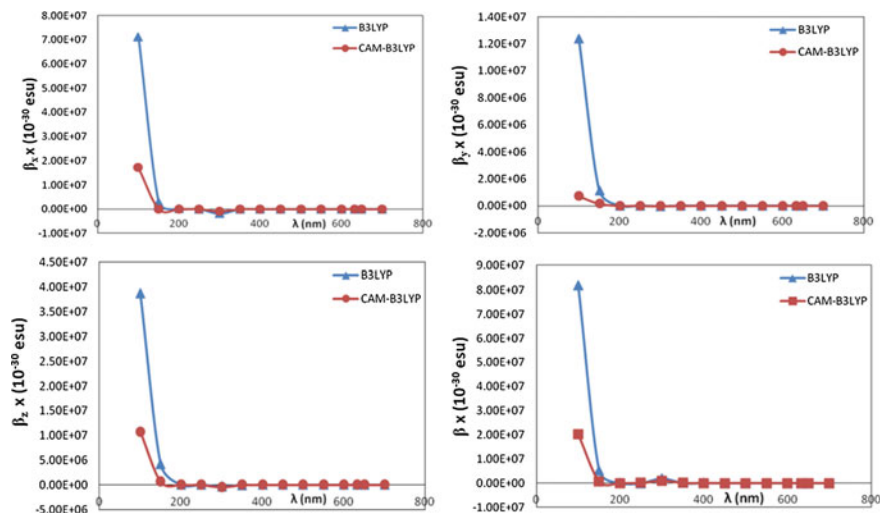 8.00E+07
7.00E+07
6.00E+07
5.00E+07
4.00E+07
3.00E+07
2.00E+07
1.00E+07
0.00E+00
-1.00E+07
βx x (10-30 esu)
B3LYP
CAM-B3LYP
0
200
400
600
800
λ (nm)
1.40E+07
1.20E+07
1.00E+07
8.00E+06
6.00E+06
4.00E+06
2.00E+06
0.00E+00
-2.00E+06
βy x (10-30 esu)
B3LYP
CAM-B3LYP
0
200
400
600
800
λ (nm)
4.50E+07
4.00E+07
3.50E+07
3.00E+07
2.50E+07
2.00E+07
1.50E+07
1.00E+07
5.00E+06
0.00E+00
-5.00E+06
βz x (10-30 esu)
B3LYP
CAM-B3LYP
0
200
400
600
800
λ (nm)
9.00E+07
8.00E+07
7.00E+07
6.00E+07
5.00E+07
4.00E+07
3.00E+07
2.00E+07
1.00E+07
0.00E+00
-1.00E+07
β x (10-30 esu)
B3LYP
CAM-B3LYP
0
200
400
600
800
λ (nm)